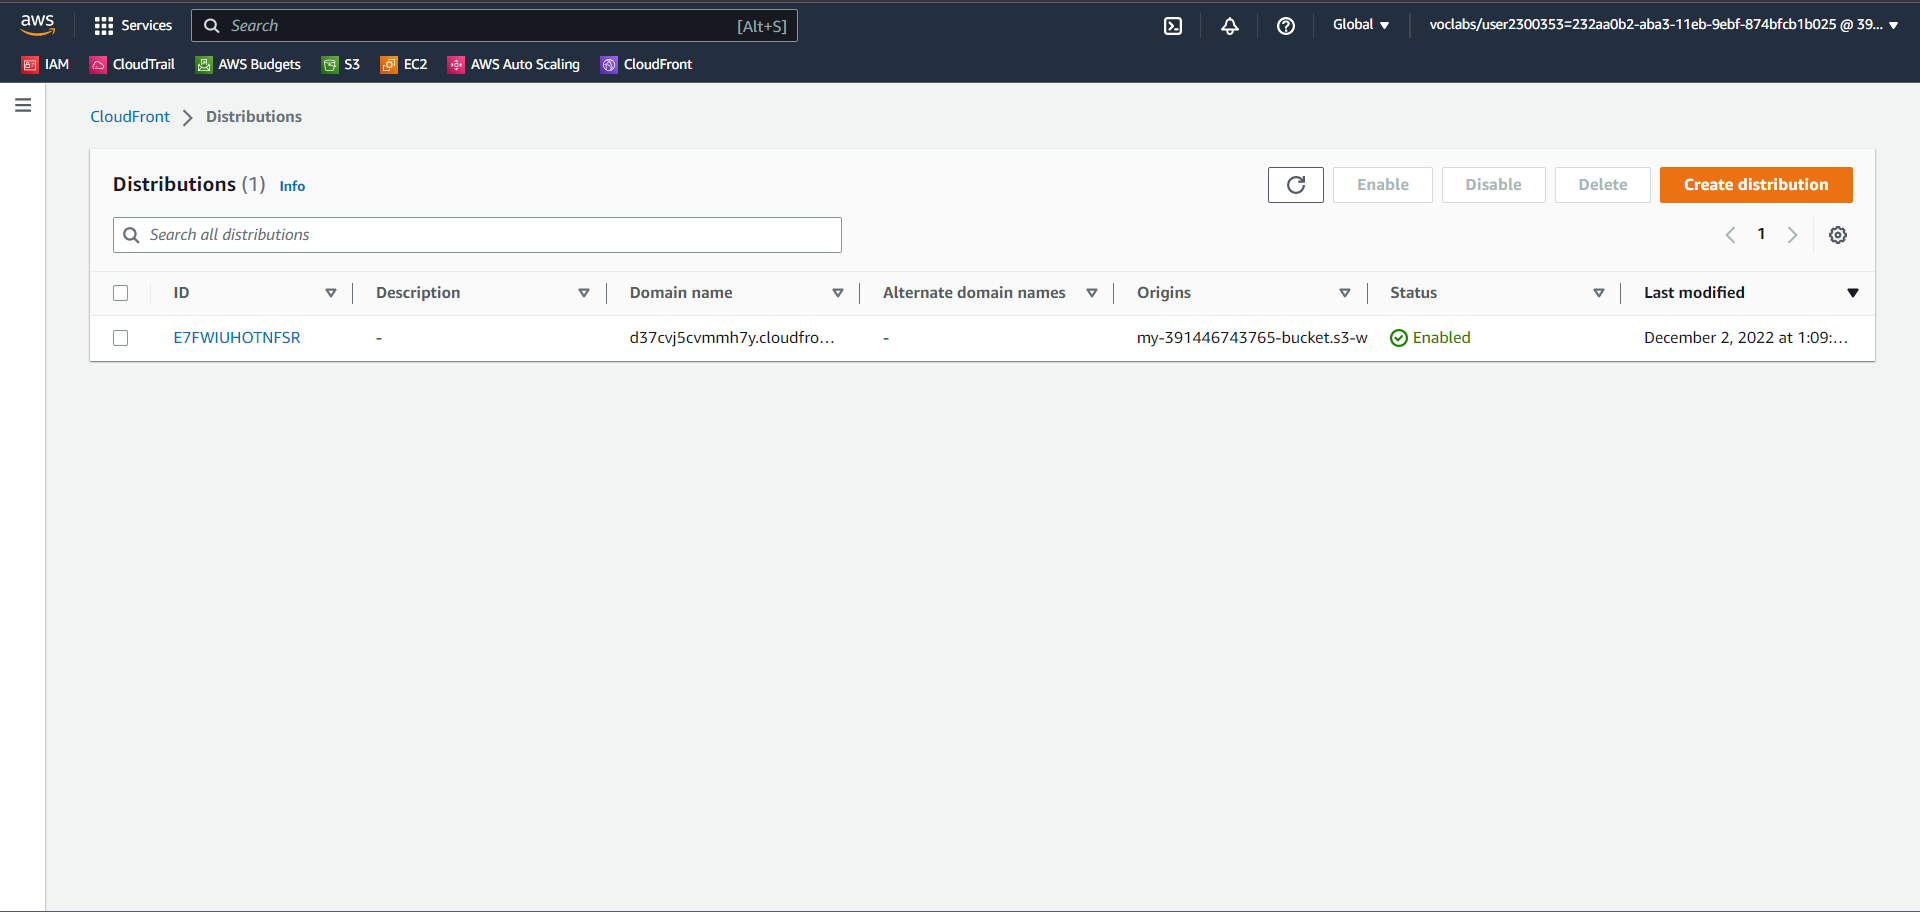 aws Services Search [Alt+S] Global voclabs/user2300353=232aa0b2-aba3-11eb-9ebf-874bfcb1b025 @ 39...
IAM CloudTrail AWS Budgets S3 EC2 AWS Auto Scaling CloudFront
CloudFront Distributions
Distributions (1) Info Enable Disable Delete Create distribution
Search all distributions 1
ID Description Domain name Alternate domain names Origins Status Last modified
E7FWIUHOTNFSR - d37cvj5cvmmh7y.cloudfro... - my-391446743765-bucket.s3-w Enabled December 2, 2022 at 1:09:...